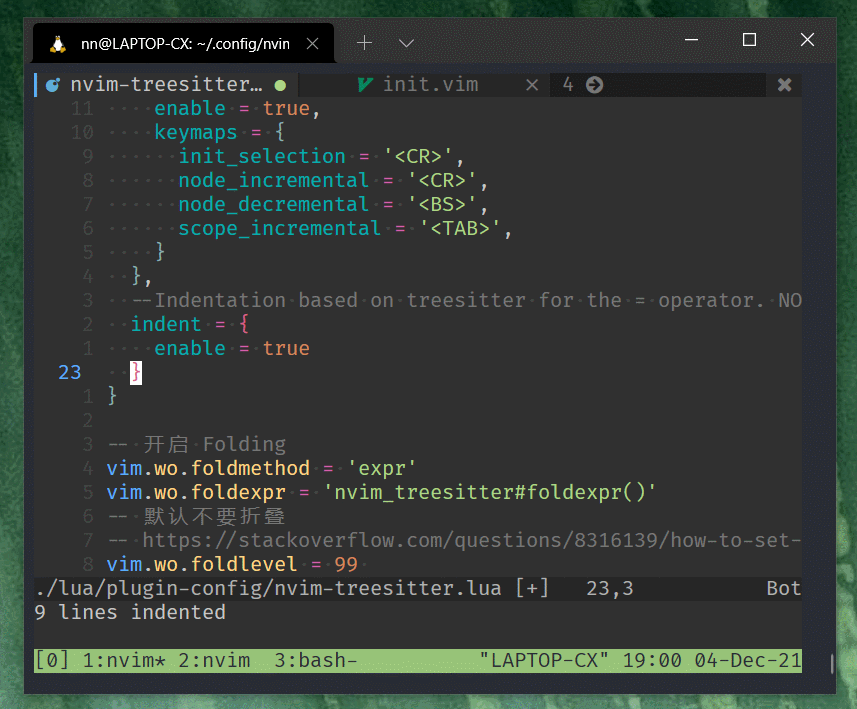 nn@LAPTOP-CX: ~/.config/nvin
nvim-treesitter… init.vim 4
11 enable = true,
10 keymaps = {
9 init_selection = '<CR>',
8 node_incremental = '<CR>',
7 node_decremental = '<BS>',
6 scope_incremental = '<TAB>',
5 }
4 },
3 --Indentation based on treesitter for the = operator. NO
2 indent = {
1 enable = true
23 }
1 }
2
3 -- 开启 Folding
4 vim.wo.foldmethod = 'expr'
5 vim.wo.foldexpr = 'nvim_treesitter#foldexpr()'
6 -- 默认不要折叠
7 -- https://stackoverflow.com/questions/8316139/how-to-set-
8 vim.wo.foldlevel = 99
./lua/plugin-config/nvim-treesitter.lua [+] 23,3 Bot
9 lines indented
[0] 1:nvim* 2:nvim 3:bash- "LAPTOP-CX" 19:00 04-Dec-21